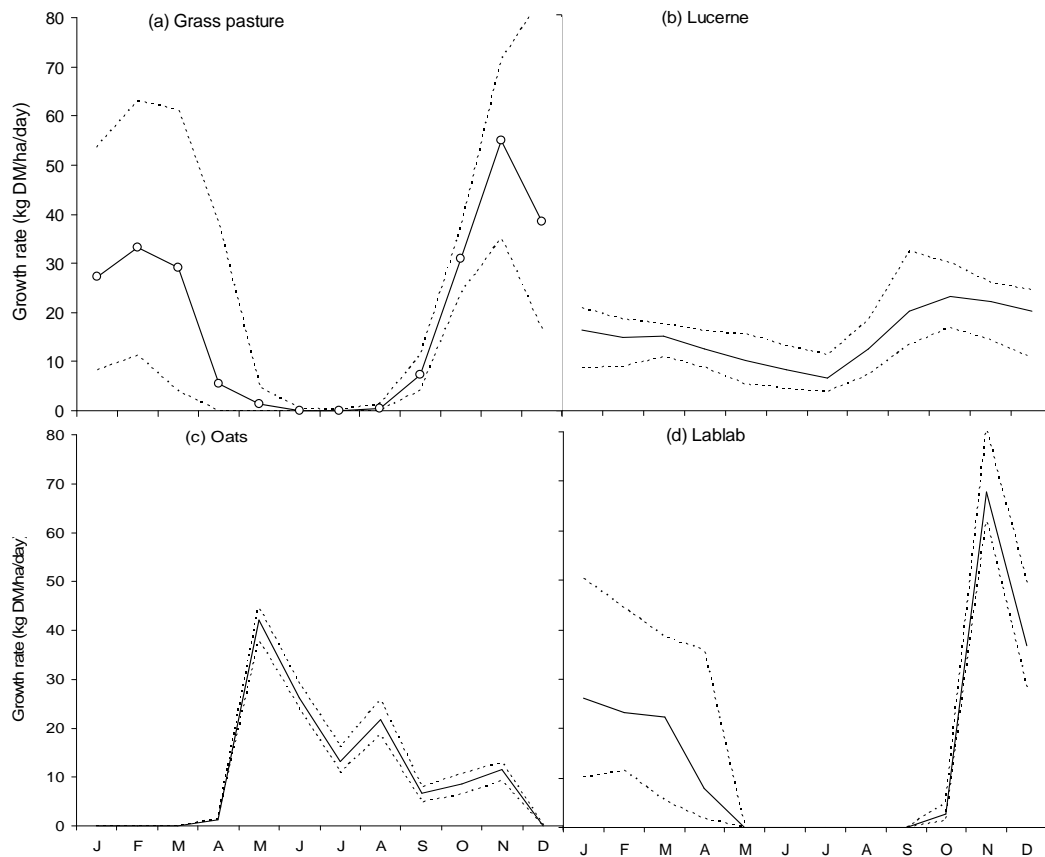 (a) Grass pasture
(b) Lucerne
Growth rate (kg DM/ha/day)
80
70
60
50
40
30
20
10
0
J F M A M J J A S O N D
(c) Oats
(d) Lablab
Growth rate (kg DM/ha/day)
80
70
60
50
40
30
20
10
0
J F M A M J J A S O N D
J F M A M J J A S O N D